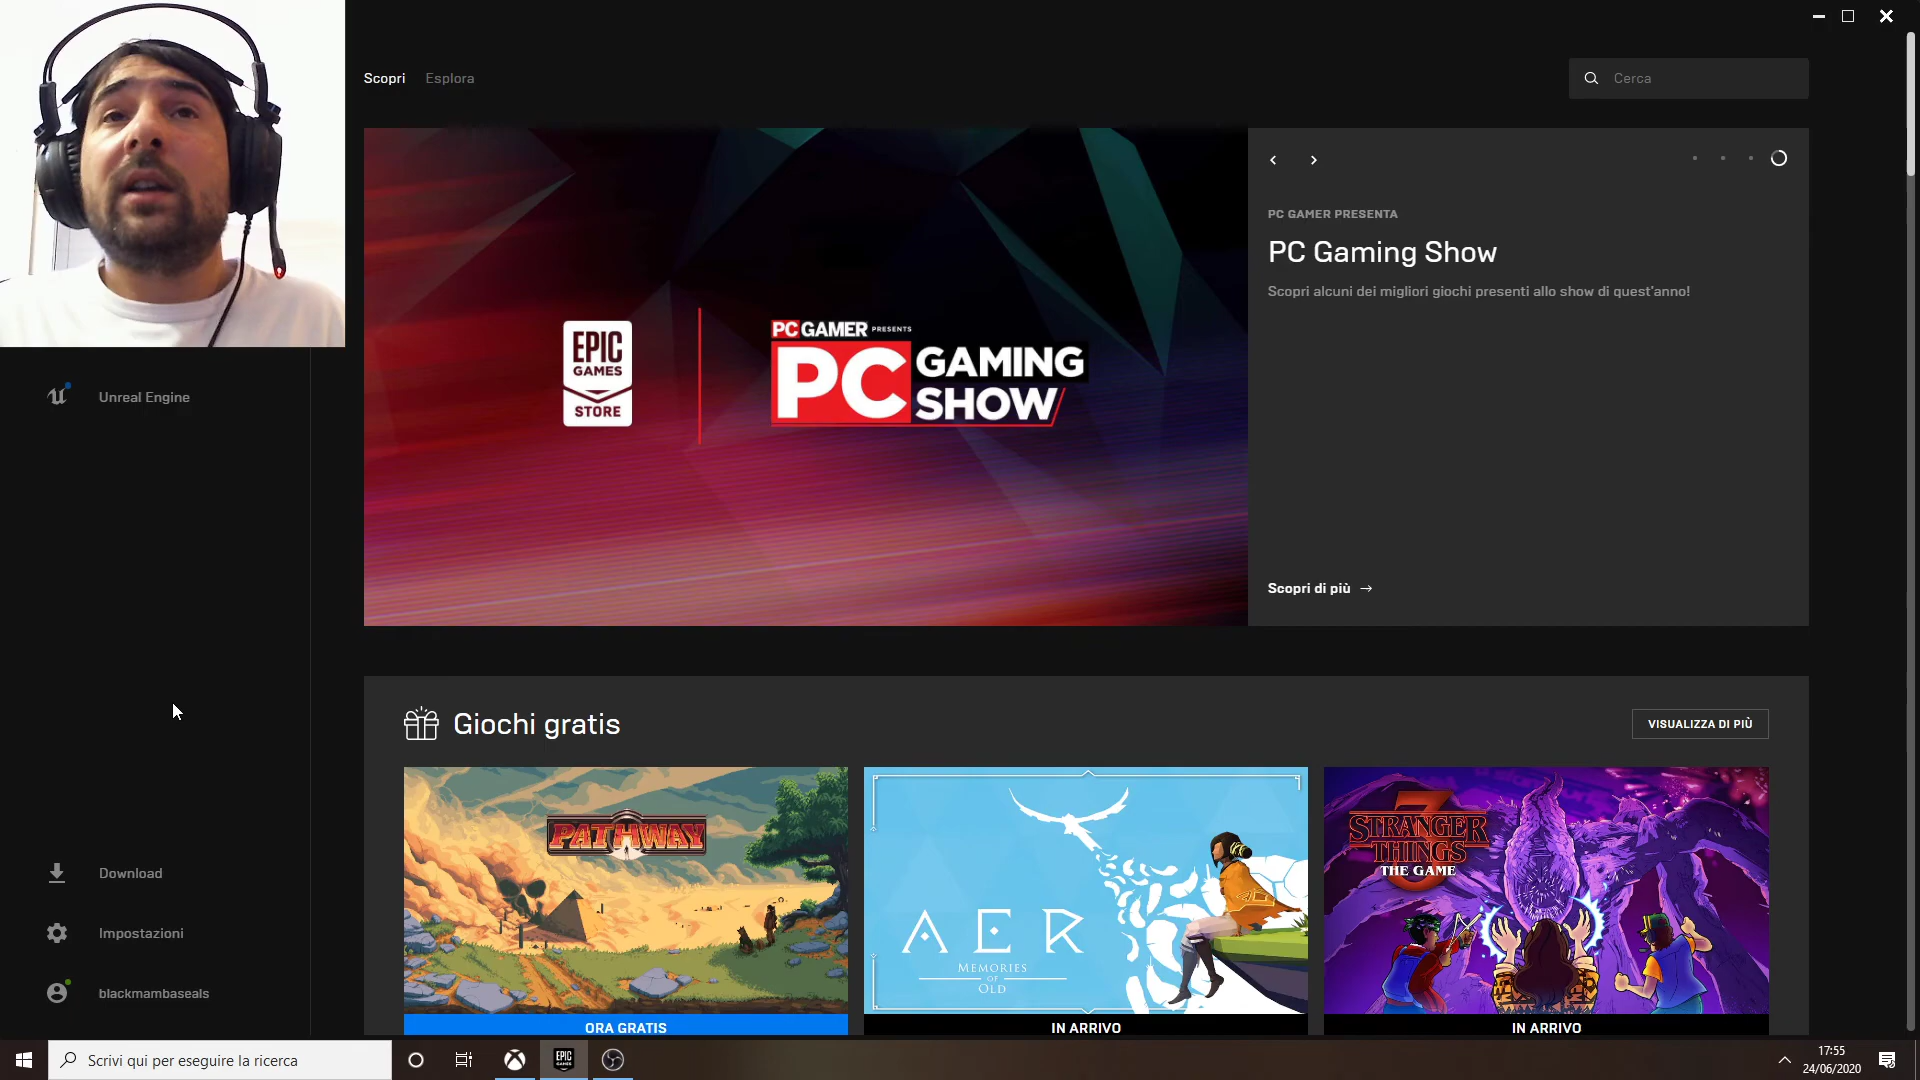 Scopri
Esplora
Cerca
EPIC
GAMES
STORE
PC GAMER PRESENTS
PC GAMING
SHOW
PC GAMER PRESENTA
PC Gaming Show
Scopri alcuni dei migliori giochi presenti allo show di quest'anno!
Scopri di più →
Unreal Engine
Giochi gratis
VISUALIZZA DI PIÙ
PATHWAY
AER
MEMORIES
OF
OLD
3
STRANGER
THINGS
THE GAME
ORA GRATIS
IN ARRIVO
IN ARRIVO
Download
Impostazioni
blackmambaseals
Scrivi qui per eseguire la ricerca
EPIC
GAMES
17:55
24/06/2020